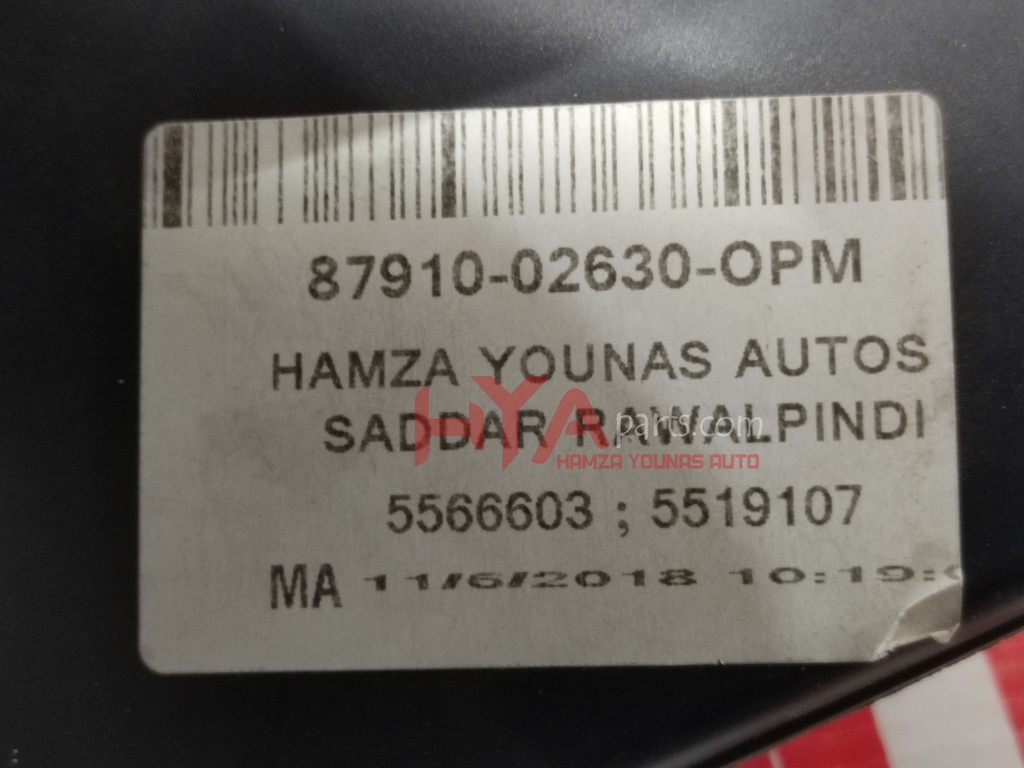 87910-02630-OPM
HAMZA YOUNAS AUTOS
SADDAR RAWALPINDI
HYA parts.com
HAMZA YOUNAS AUTO
5566603 ; 5519107
MA 11/6/2018 10:19: